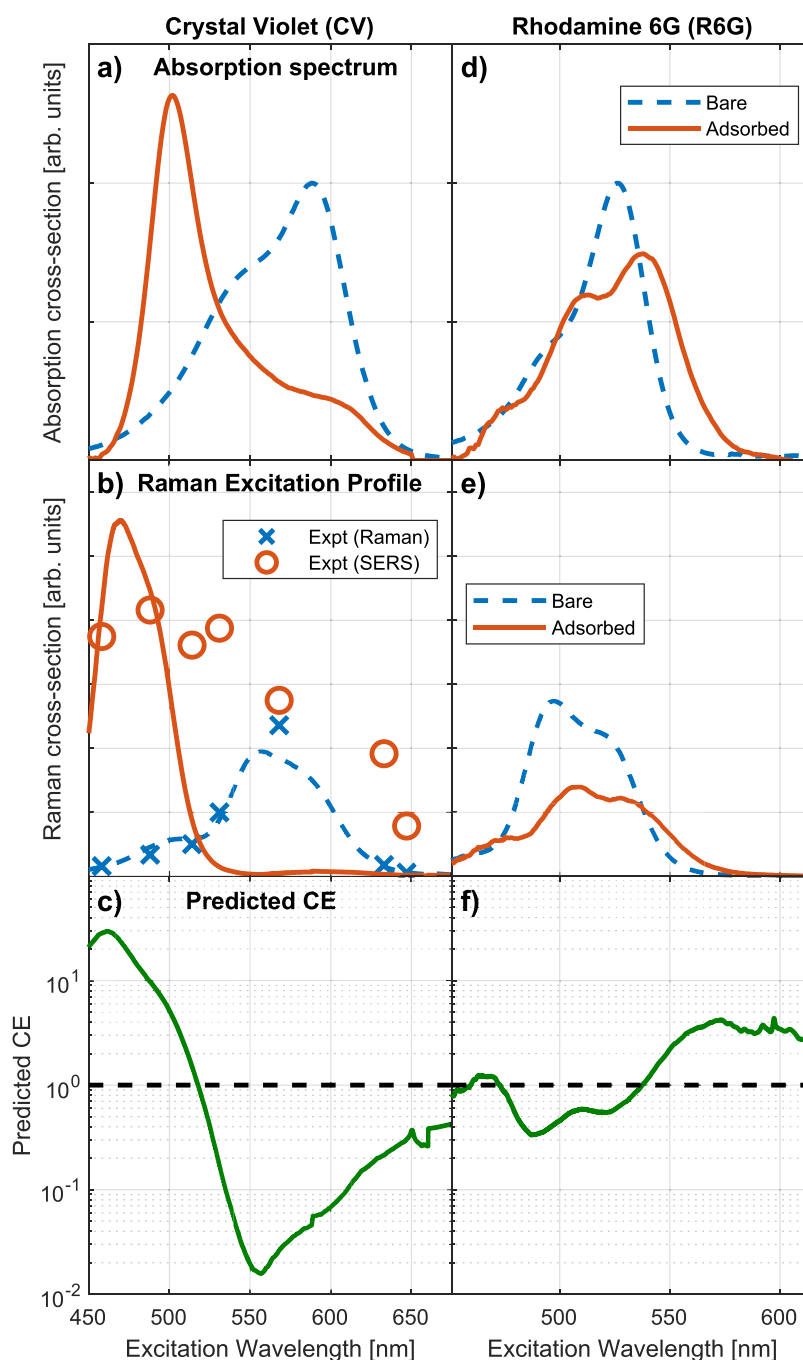 Crystal Violet (CV)
Rhodamine 6G (R6G)
a) Absorption spectrum
d)
Bare
Adsorbed
Absorption cross-section [arb. units]
b) Raman Excitation Profile
e)
Expt (Raman)
Expt (SERS)
Bare
Adsorbed
Raman cross-section [arb. units]
c) Predicted CE
f)
10^1
10^0
10^-1
10^-2
Predicted CE
450 500 550 600 650
500 550 600
Excitation Wavelength [nm]
Excitation Wavelength [nm]